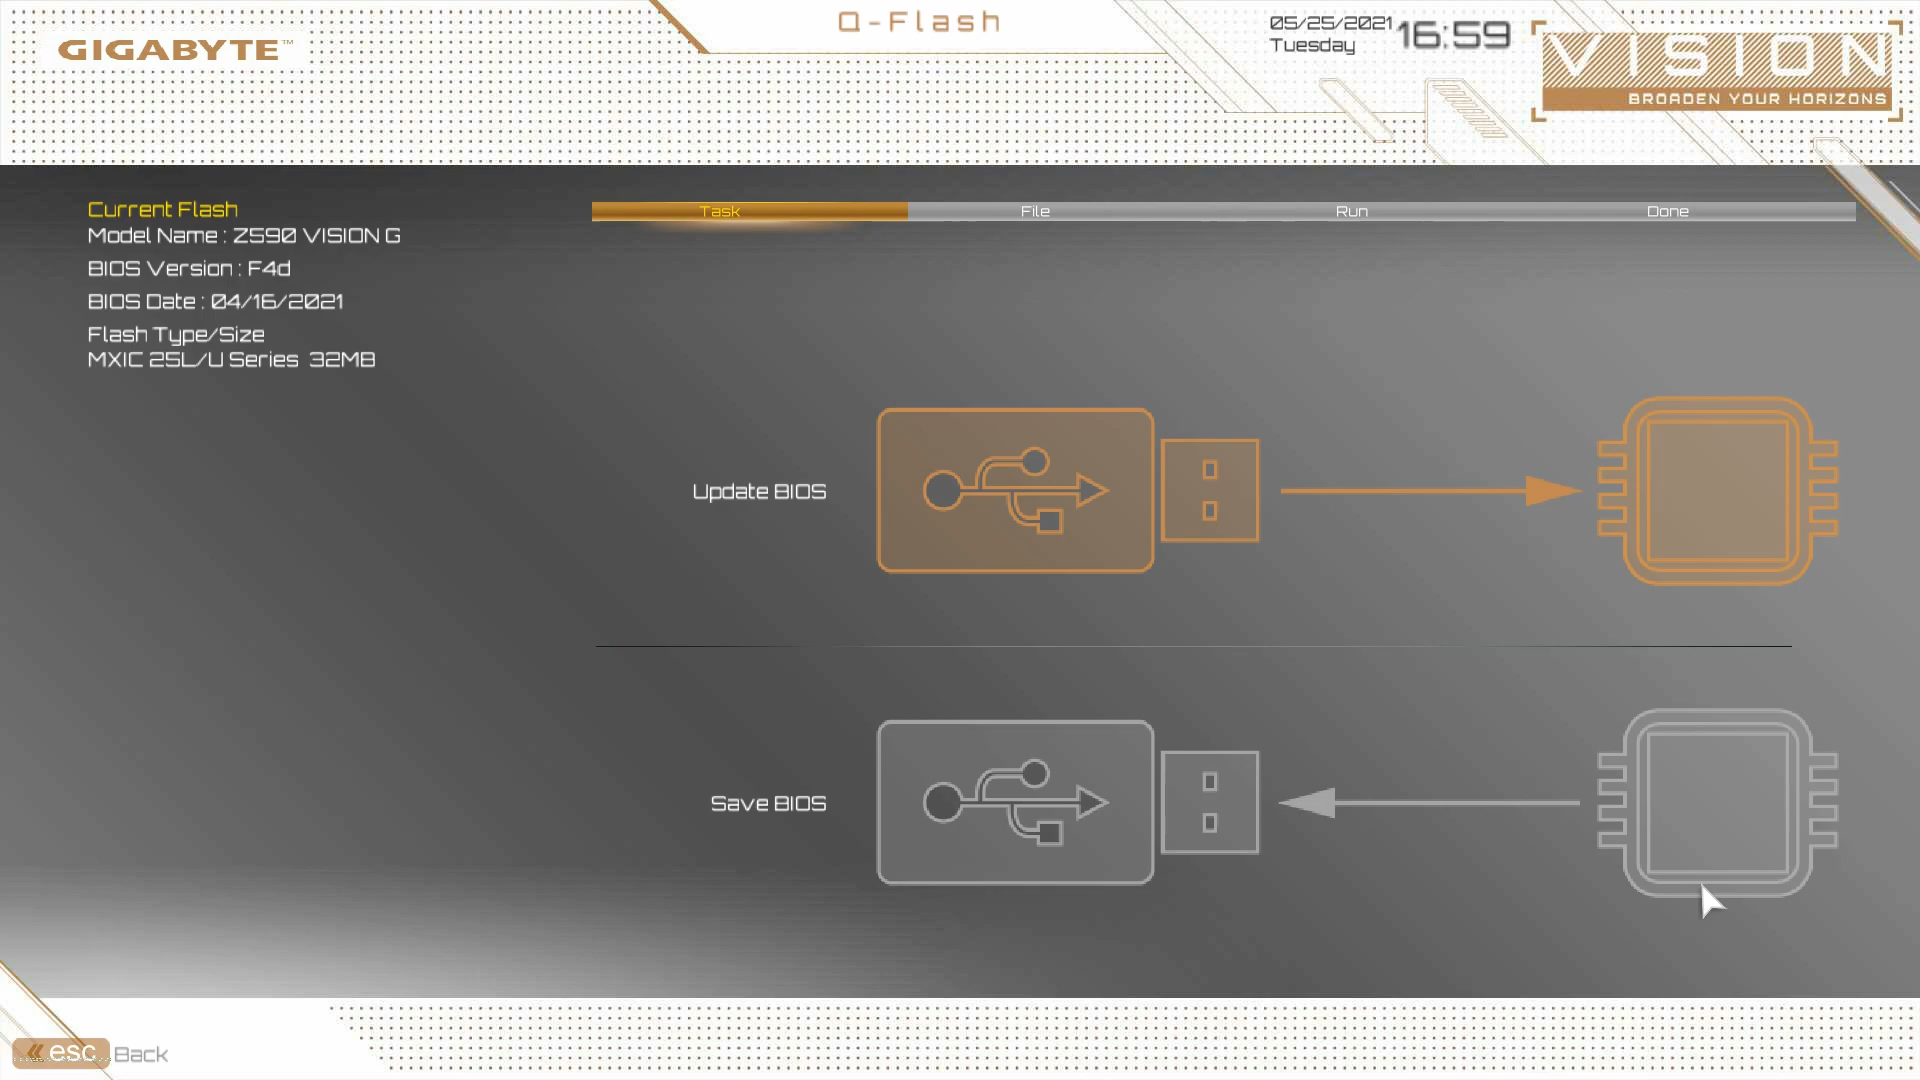 GIGABYTE™
Q-Flash
05/25/2021
Tuesday
16:59
VISION
BROADEN YOUR HORIZONS
Current Flash
Model Name : Z590 VISION G
BIOS Version : F4d
BIOS Date : 04/16/2021
Flash Type/Size
MXIC 25L/U Series 32MB
Task File Run Done
Update BIOS
Save BIOS
esc Back